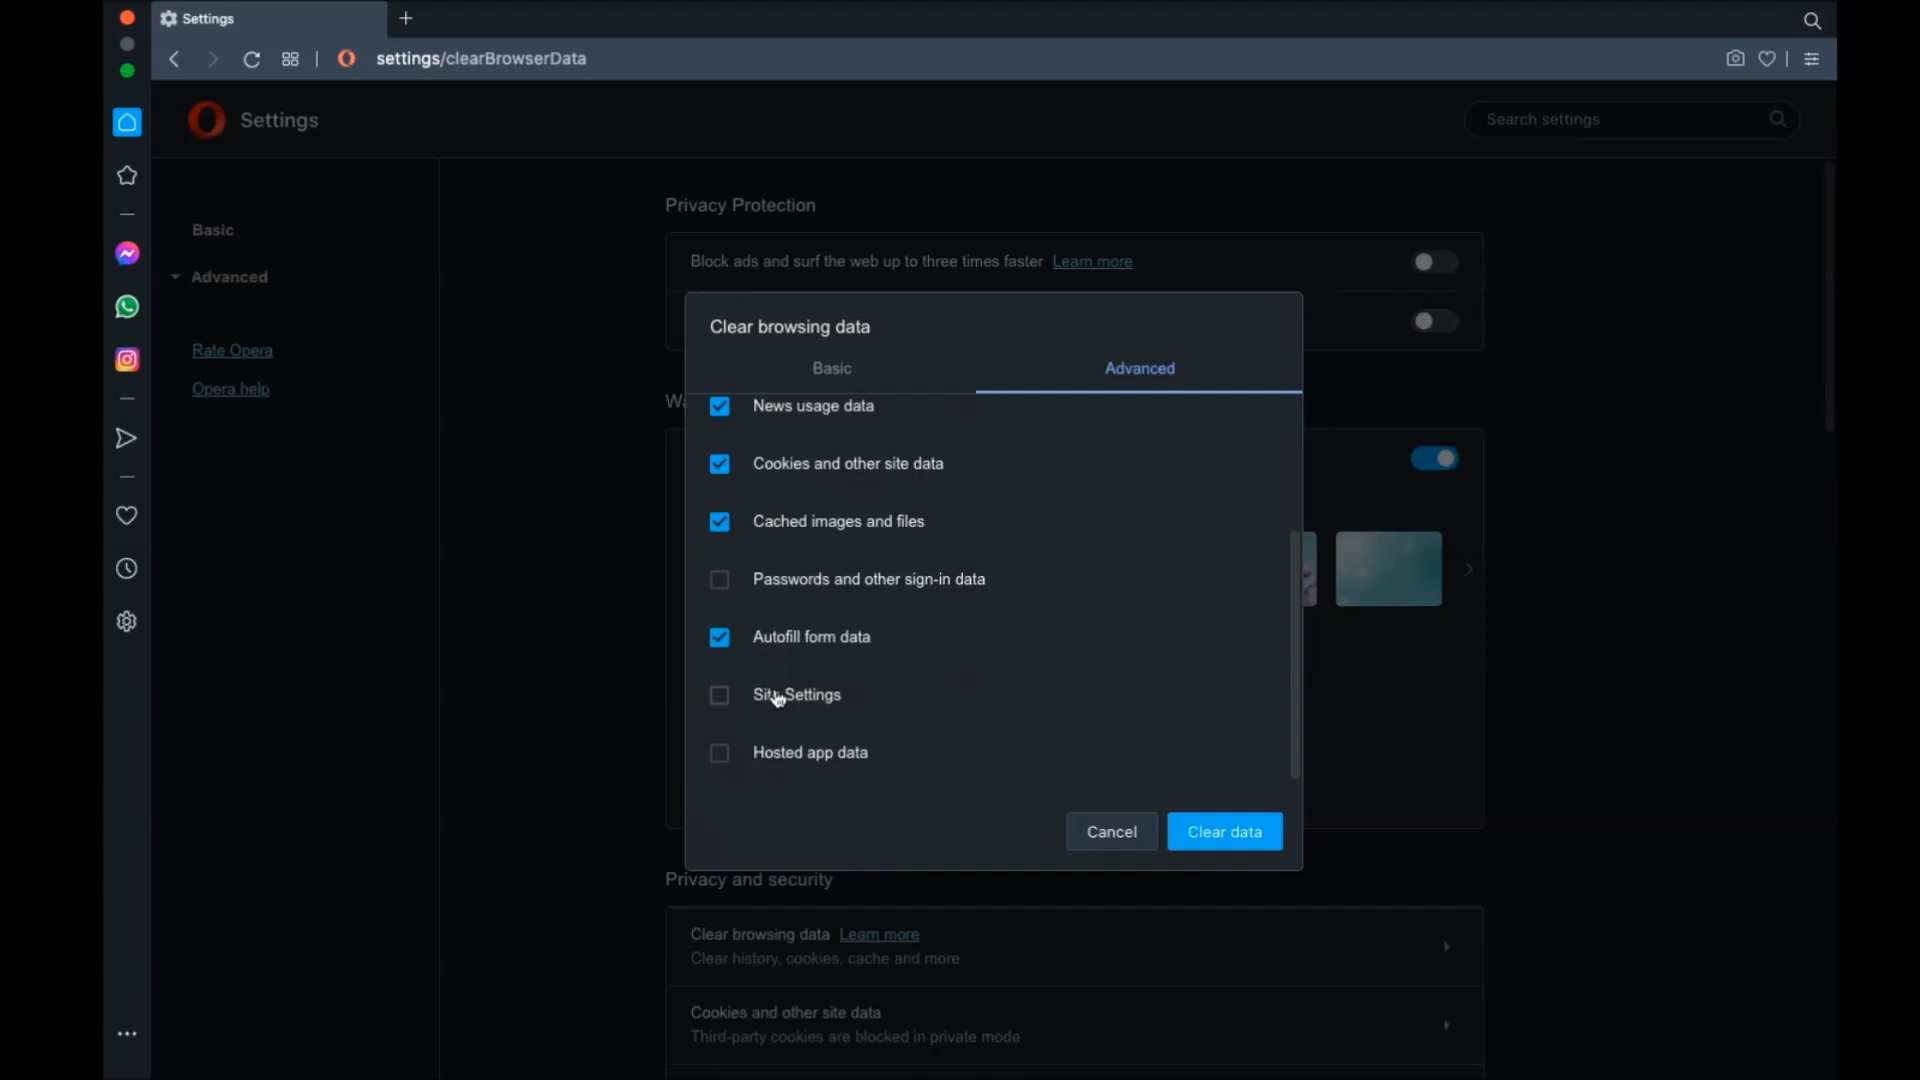 Settings
settings/clearBrowserData
Settings
Search settings
Basic
Advanced
Rate Opera
Opera help
Privacy Protection
Block ads and surf the web up to three times faster Learn more
Clear browsing data
Basic
Advanced
News usage data
Cookies and other site data
Cached images and files
Passwords and other sign-in data
Autofill form data
Site Settings
Hosted app data
Cancel
Clear data
Privacy and security
Clear browsing data Learn more
Clear history, cookies, cache and more
Cookies and other site data
Third-party cookies are blocked in private mode